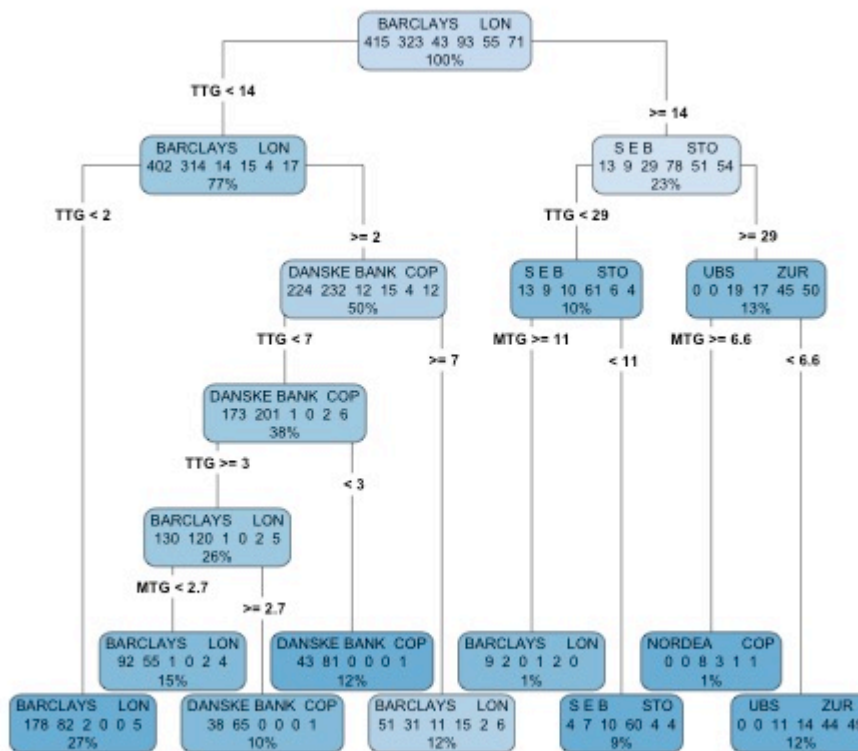 BARCLAYS LON
415 323 43 93 55 71
100%
TTG < 14
>= 14
BARCLAYS LON
402 314 14 15 4 17
77%
S E B STO
13 9 29 78 51 54
23%
TTG < 2
>= 2
TTG < 29
>= 29
DANSKE BANK COP
224 232 12 15 4 12
50%
S E B STO
13 9 10 61 6 4
10%
UBS ZUR
0 0 19 17 45 50
13%
TTG < 7
>= 7
MTG >= 11
< 11
MTG >= 6.6
< 6.6
DANSKE BANK COP
173 201 1 0 2 6
38%
TTG >= 3
< 3
BARCLAYS LON
130 120 1 0 2 5
26%
MTG < 2.7
>= 2.7
BARCLAYS LON
92 55 1 0 2 4
15%
DANSKE BANK COP
43 81 0 0 0 1
12%
BARCLAYS LON
9 2 0 1 2 0
1%
NORDEA COP
0 0 8 3 1 1
1%
BARCLAYS LON
178 82 2 0 0 5
27%
DANSKE BANK COP
38 65 0 0 0 1
10%
BARCLAYS LON
51 31 11 15 2 6
12%
S E B STO
4 7 10 60 4 4
9%
UBS ZUR
0 0 11 14 44
12%